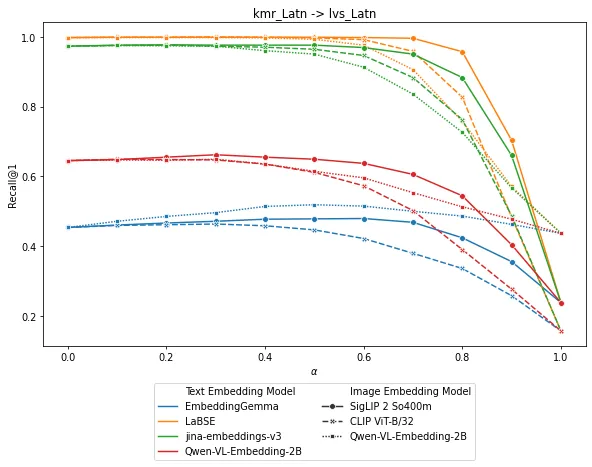 kmr_Latn -> lvs_Latn
Recall@1
1.0
0.8
0.6
0.4
0.2
0.0 0.2 0.4 0.6 0.8 1.0
α
Text Embedding Model
EmbeddingGemma
LaBSE
jina-embeddings-v3
Qwen-VL-Embedding-2B
Image Embedding Model
SigLIP 2 So400m
CLIP ViT-B/32
Qwen-VL-Embedding-2B